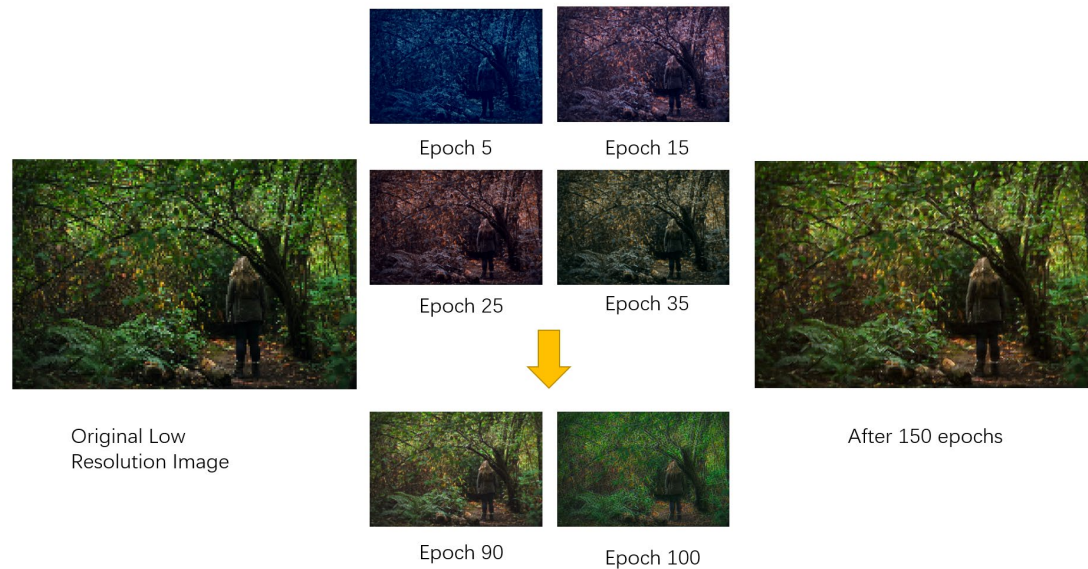 Epoch 5
Epoch 15
Epoch 25
Epoch 35
Original Low
Resolution Image
After 150 epochs
Epoch 90
Epoch 100